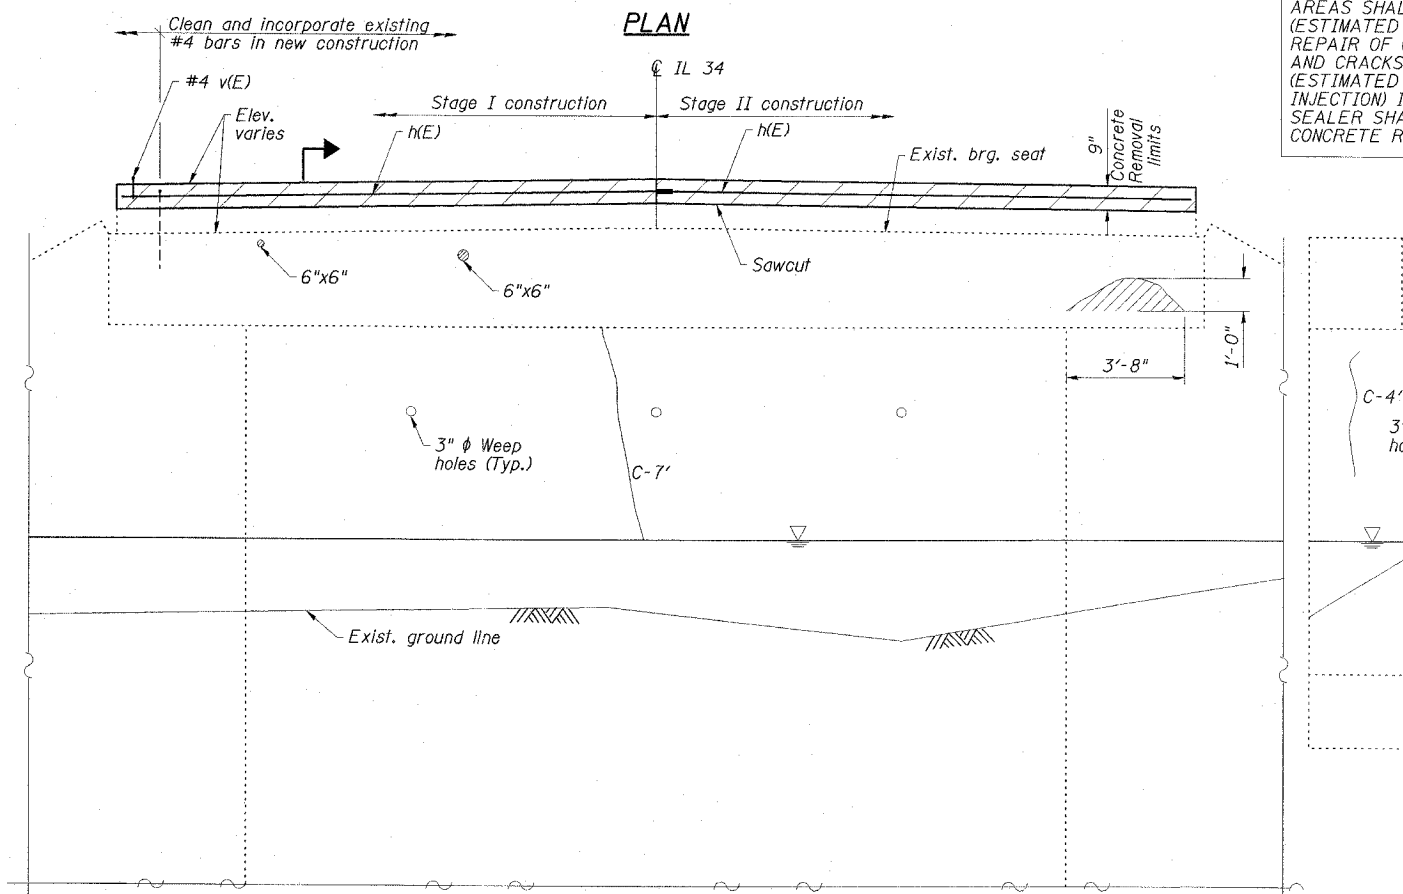 PLAN
Clean and incorporate existing
#4 bars in new construction
#4 v(E)
Elev.
varies
℄ IL 34
Stage I construction
Stage II construction
h(E)
h(E)
Exist. brg. seat
9"
Concrete
Removal
limits
AREAS SHAL
(ESTIMATED
REPAIR OF
AND CRACKS
(ESTIMATED
INJECTION) I
SEALER SHA
CONCRETE R
6"x6"
6"x6"
Sawcut
1'-0"
3'-8"
3" ϕ Weep
holes (Typ.)
C-7'
C-4'
3"
ho
Exist. ground line